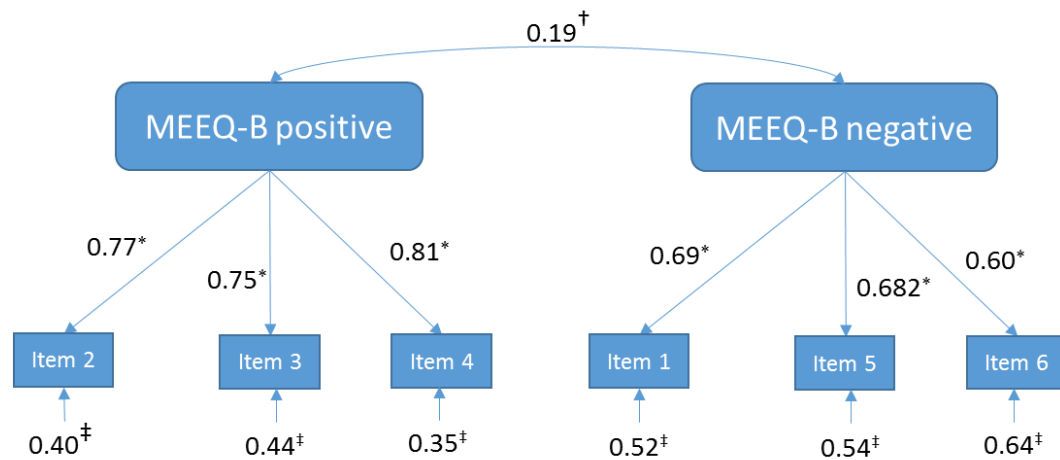 0.19†
MEEQ-B positive
MEEQ-B negative
0.77*
0.75*
0.81*
0.69*
0.682*
0.60*
Item 2
Item 3
Item 4
Item 1
Item 5
Item 6
0.40‡
0.44‡
0.35‡
0.52‡
0.54‡
0.64‡